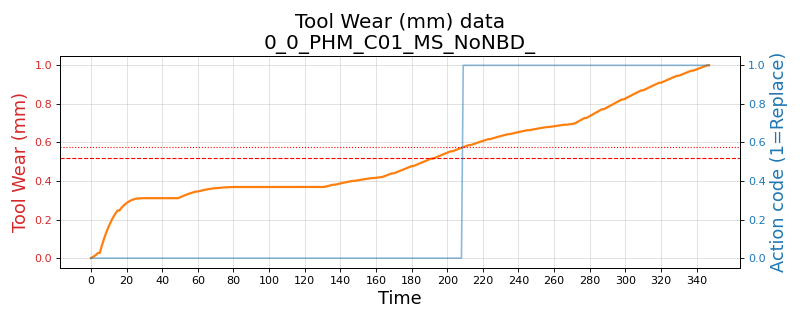 Tool Wear (mm) data
0_0_PHM_C01_MS_NoNBD_
Tool Wear (mm)
1.0
0.8
0.6
0.4
0.2
0.0
1.0
0.8
0.6
0.4
0.2
0.0
Action code (1=Replace)
0 20 40 60 80 100 120 140 160 180 200 220 240 260 280 300 320 340
Time